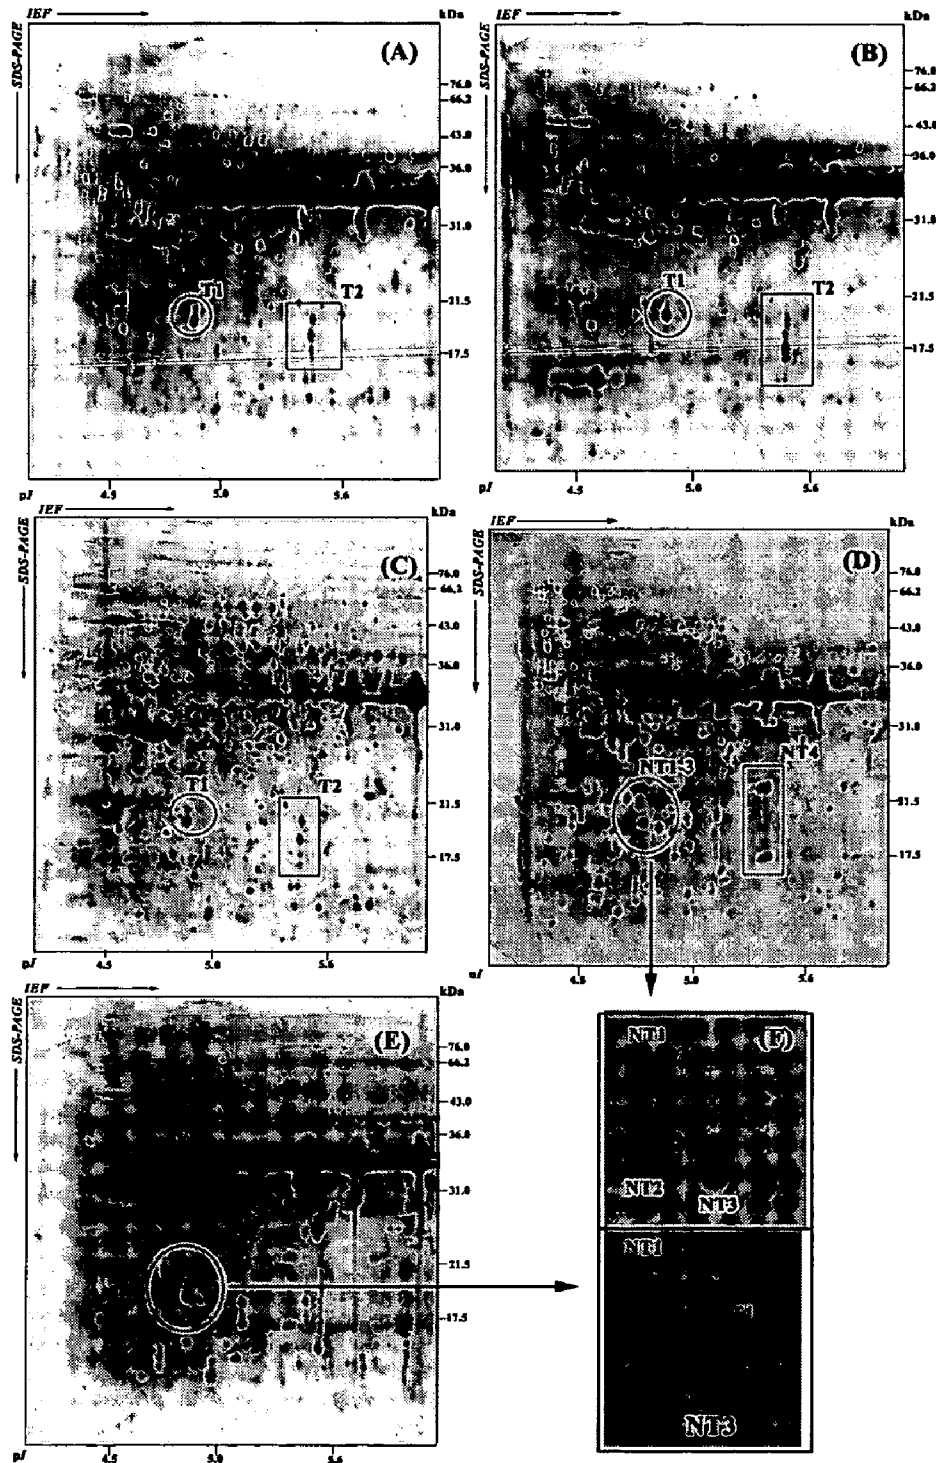 IEF
SDS-PAGE
kDa
(A)
76.0
66.2
43.0
36.0
31.0
21.5
17.5
T1
T2
pI
4.5
5.0
5.6
IEF
SDS-PAGE
kDa
(B)
76.0
66.2
43.0
36.0
31.0
21.5
17.5
T1
T2
pI
4.5
5.0
5.6
IEF
SDS-PAGE
kDa
(C)
76.0
66.2
43.0
36.0
31.0
21.5
17.5
T1
T2
pI
4.5
5.0
5.6
IEF
SDS-PAGE
kDa
(D)
76.0
66.2
43.0
36.0
31.0
21.5
17.5
NT1-3
NT4
4.5
5.0
5.6
IEF
SDS-PAGE
kDa
(E)
76.0
66.2
43.0
36.0
31.0
21.5
17.5
pI
4.5
5.0
5.6
(F)
NT1
NT2
NT3
NT1
NT3